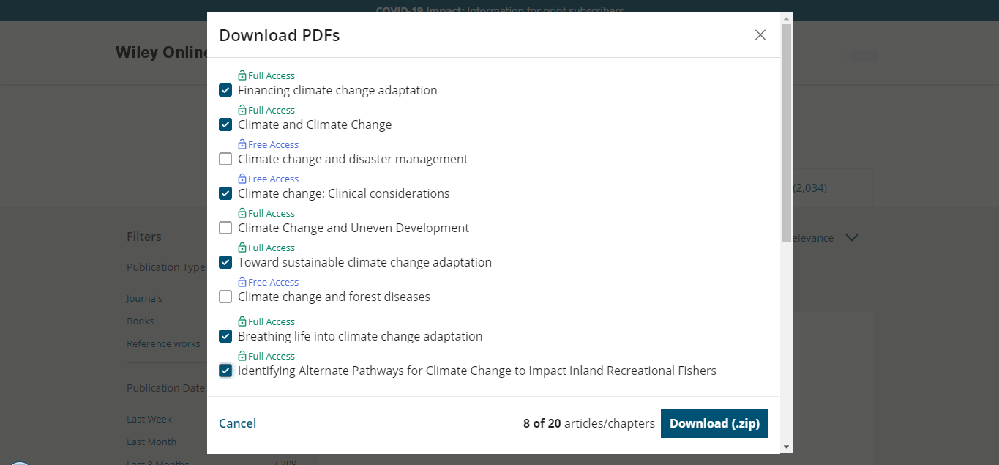 COVID-19 Impact: Information for print subscribers
Download PDFs
Wiley Online
Full Access
Financing climate change adaptation
Full Access
Climate and Climate Change
Free Access
Climate change and disaster management
Free Access
Climate change: Clinical considerations
(2,034)
Full Access
Climate Change and Uneven Development
Filters
elevance
Full Access
Toward sustainable climate change adaptation
Publication Type
Free Access
Climate change and forest diseases
Journals
Books
Full Access
Breathing life into climate change adaptation
Reference works
Full Access
Identifying Alternate Pathways for Climate Change to Impact Inland Recreational Fishers
Publication Date
Last Week
Cancel
8 of 20 articles/chapters
Download (.zip)
Last Month
Last 3 Months 7,209